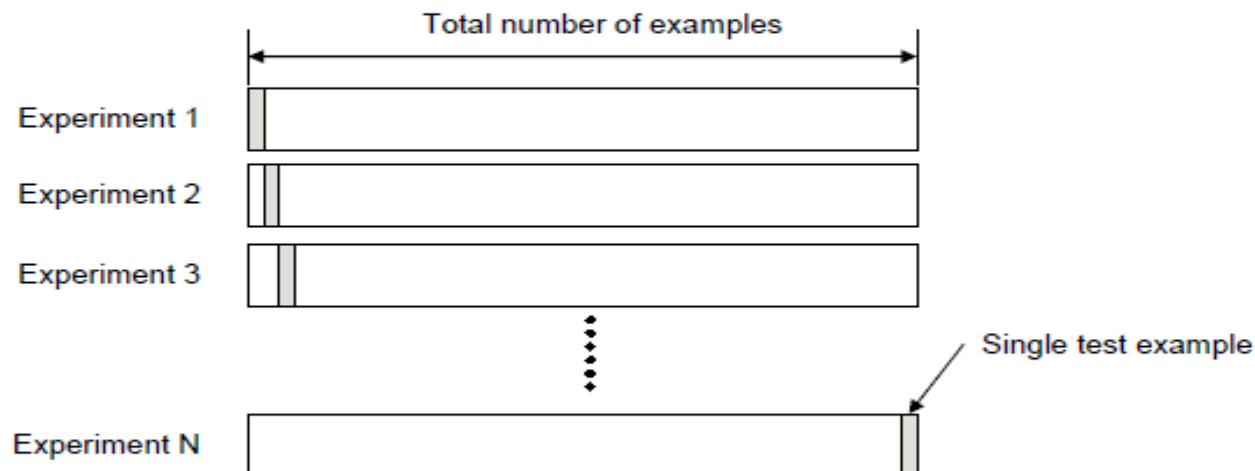 Total number of examples
Experiment 1
Experiment 2
Experiment 3
Single test example
Experiment N